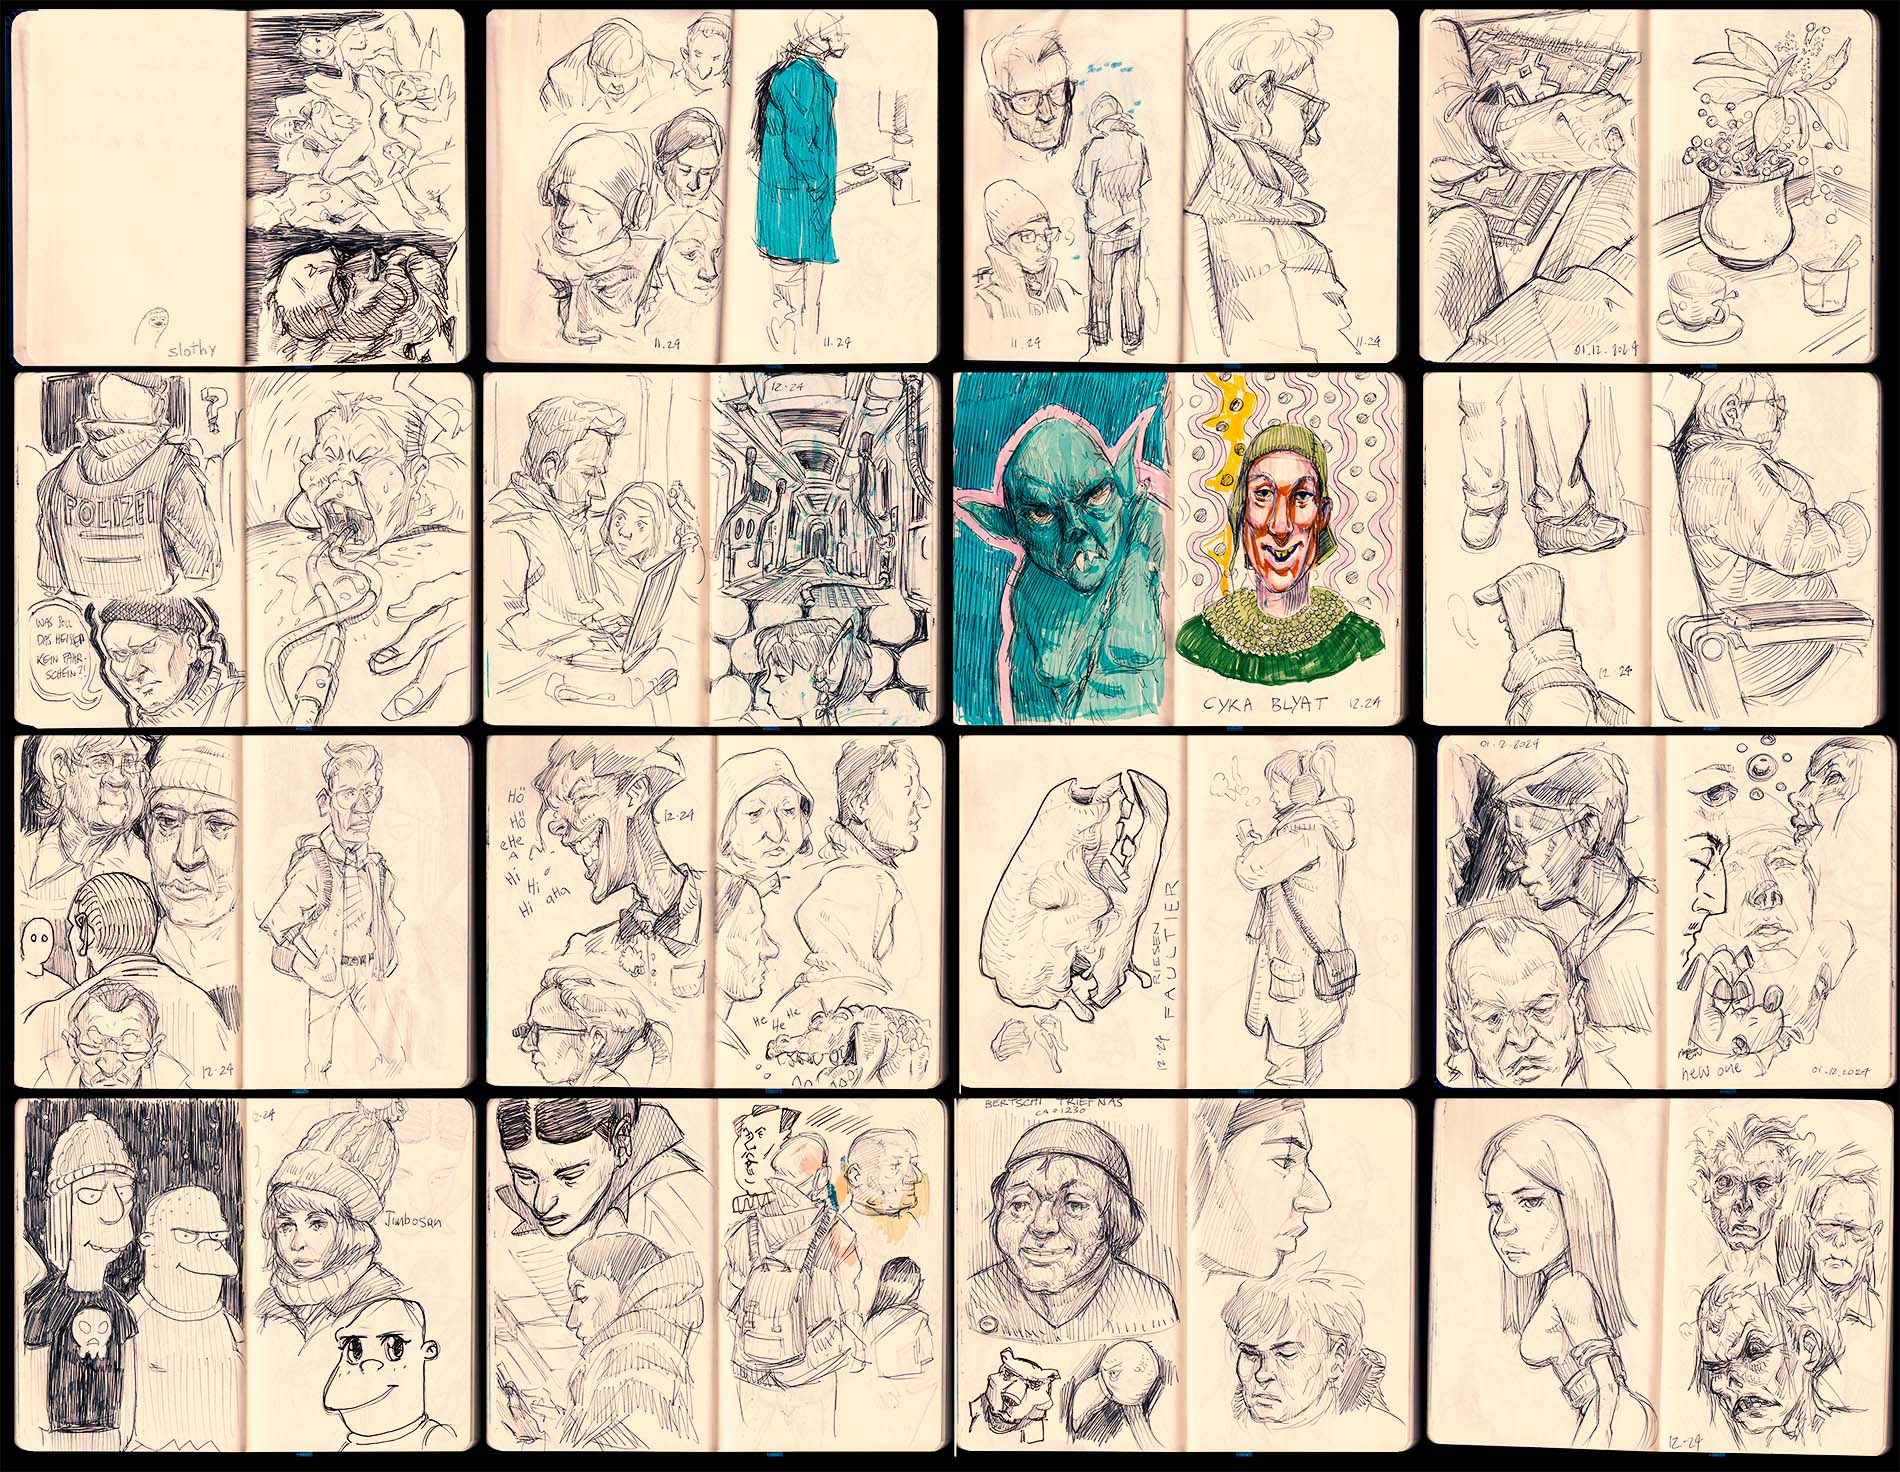 slothy
11.24
11.24
11.24
11.24
01.12.2024
?
POLIZEI
WAS SOLL
DAS HEISSEN
KEIN FAHR-
SCHEIN?!
12-24
CYKA BLYAT 12.24
12-24
12-24
HÖ
HÖ
eHe
A
Hi
Hi aHa
Hi
12-24
He He He
RIESEN
FAULTIER
12-24
01.12.2024
new one
01.12.2024
2-24
Jimbosan
BERTSCHI TRIEFNAS
12-24